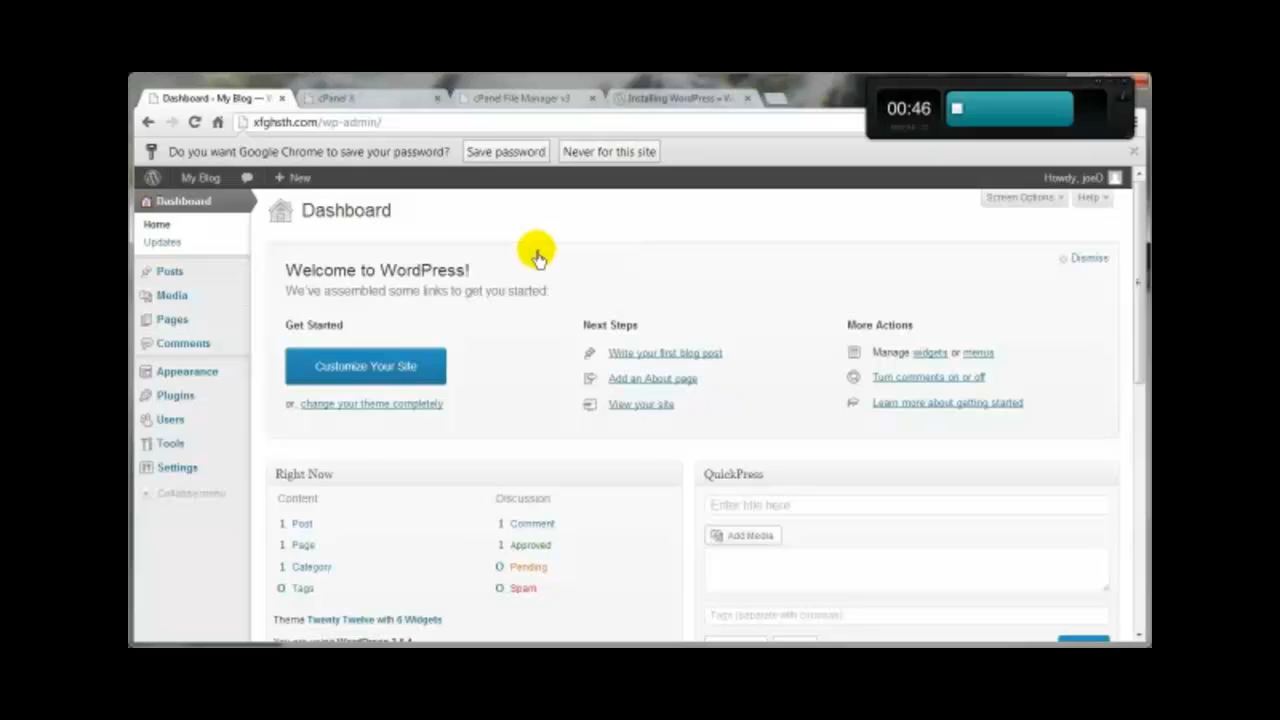 Dashboard - My Blog — W
cPanel X
cPanel File Manager v3
Installing WordPress « W
00:46
xfghsth.com/wp-admin/
Do you want Google Chrome to save your password?
Save password
Never for this site
My Blog
+ New
Howdy, joeO
Dashboard
Home
Updates
Posts
Media
Pages
Comments
Appearance
Plugins
Users
Tools
Settings
Collapse menu
Dashboard
Screen Options
Help
Welcome to WordPress!
Dismiss
We've assembled some links to get you started:
Get Started
Next Steps
More Actions
Customize Your Site
Write your first blog post
Manage widgets or menus
Add an About page
Turn comments on or off
or, change your theme completely
View your site
Learn more about getting started
Right Now
QuickPress
Content
Discussion
Enter title here
1 Post
1 Comment
Add Media
1 Page
1 Approved
1 Category
0 Pending
0 Tags
0 Spam
Tags (separate with commas)
Theme Twenty Twelve with 6 Widgets
You are using WordPress